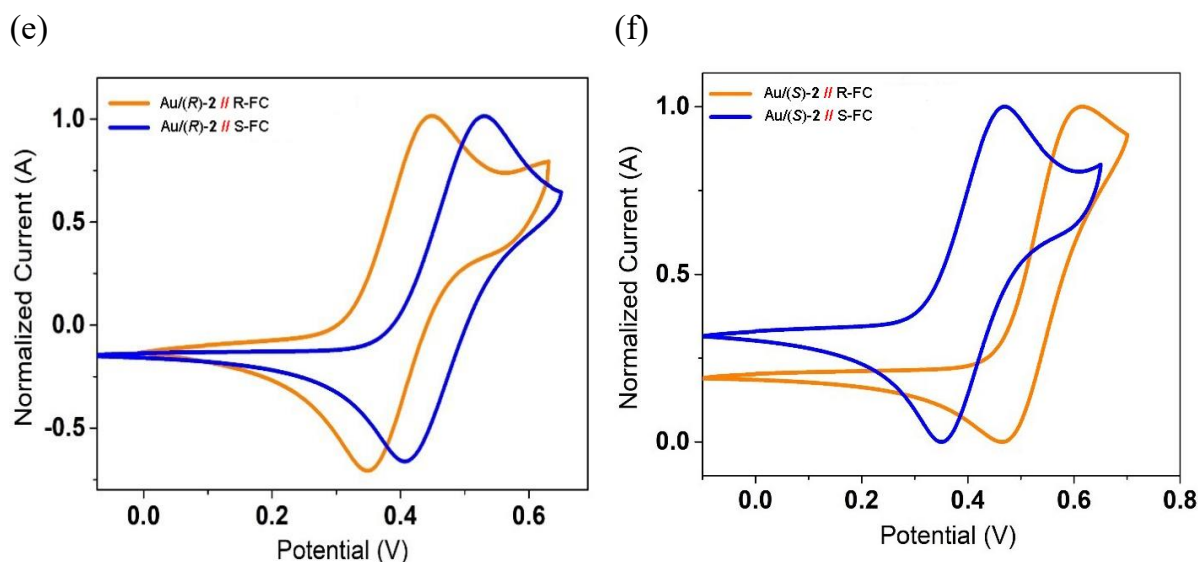 (e)
Au/(R)-2 // R-FC
Au/(R)-2 // S-FC
1.0
0.5
0.0
-0.5
Normalized Current (A)
0.0 0.2 0.4 0.6
Potential (V)
(f)
Au/(S)-2 // R-FC
Au/(S)-2 // S-FC
1.0
0.5
0.0
Normalized Current (A)
0.0 0.2 0.4 0.6 0.8
Potential (V)